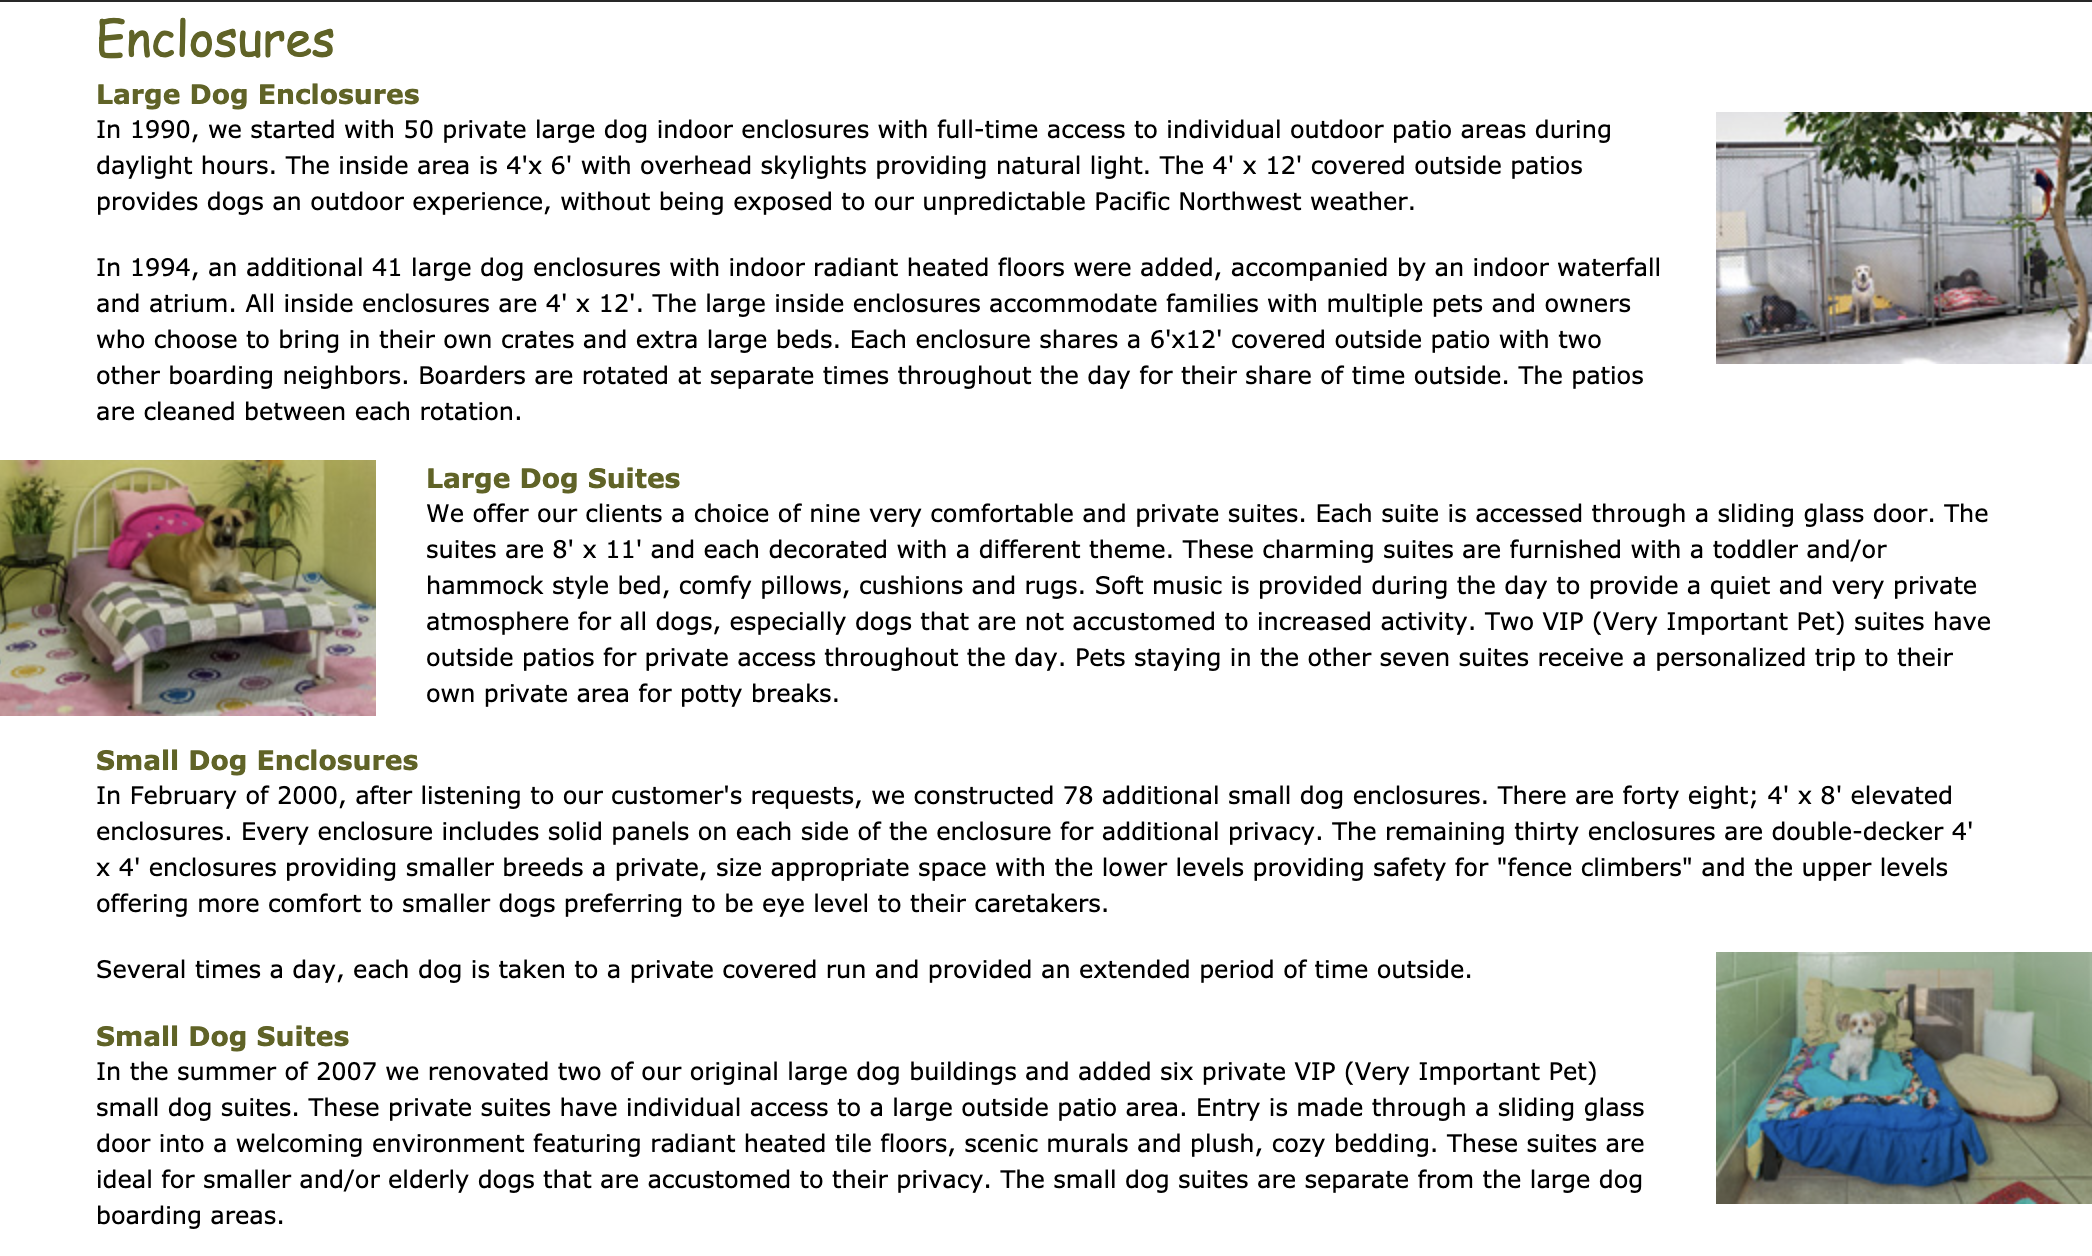 Enclosures
Large Dog Enclosures
In 1990, we started with 50 private large dog indoor enclosures with full-time access to individual outdoor patio areas during
daylight hours. The inside area is 4'x 6' with overhead skylights providing natural light. The 4' x 12' covered outside patios
provides dogs an outdoor experience, without being exposed to our unpredictable Pacific Northwest weather.
In 1994, an additional 41 large dog enclosures with indoor radiant heated floors were added, accompanied by an indoor waterfall
and atrium. All inside enclosures are 4' x 12'. The large inside enclosures accommodate families with multiple pets and owners
who choose to bring in their own crates and extra large beds. Each enclosure shares a 6'x12' covered outside patio with two
other boarding neighbors. Boarders are rotated at separate times throughout the day for their share of time outside. The patios
are cleaned between each rotation.
Large Dog Suites
We offer our clients a choice of nine very comfortable and private suites. Each suite is accessed through a sliding glass door. The
suites are 8' x 11' and each decorated with a different theme. These charming suites are furnished with a toddler and/or
hammock style bed, comfy pillows, cushions and rugs. Soft music is provided during the day to provide a quiet and very private
atmosphere for all dogs, especially dogs that are not accustomed to increased activity. Two VIP (Very Important Pet) suites have
outside patios for private access throughout the day. Pets staying in the other seven suites receive a personalized trip to their
own private area for potty breaks.
Small Dog Enclosures
In February of 2000, after listening to our customer's requests, we constructed 78 additional small dog enclosures. There are forty eight; 4' x 8' elevated
enclosures. Every enclosure includes solid panels on each side of the enclosure for additional privacy. The remaining thirty enclosures are double-decker 4'
x 4' enclosures providing smaller breeds a private, size appropriate space with the lower levels providing safety for "fence climbers" and the upper levels
offering more comfort to smaller dogs preferring to be eye level to their caretakers.
Several times a day, each dog is taken to a private covered run and provided an extended period of time outside.
Small Dog Suites
In the summer of 2007 we renovated two of our original large dog buildings and added six private VIP (Very Important Pet)
small dog suites. These private suites have individual access to a large outside patio area. Entry is made through a sliding glass
door into a welcoming environment featuring radiant heated tile floors, scenic murals and plush, cozy bedding. These suites are
ideal for smaller and/or elderly dogs that are accustomed to their privacy. The small dog suites are separate from the large dog
boarding areas.